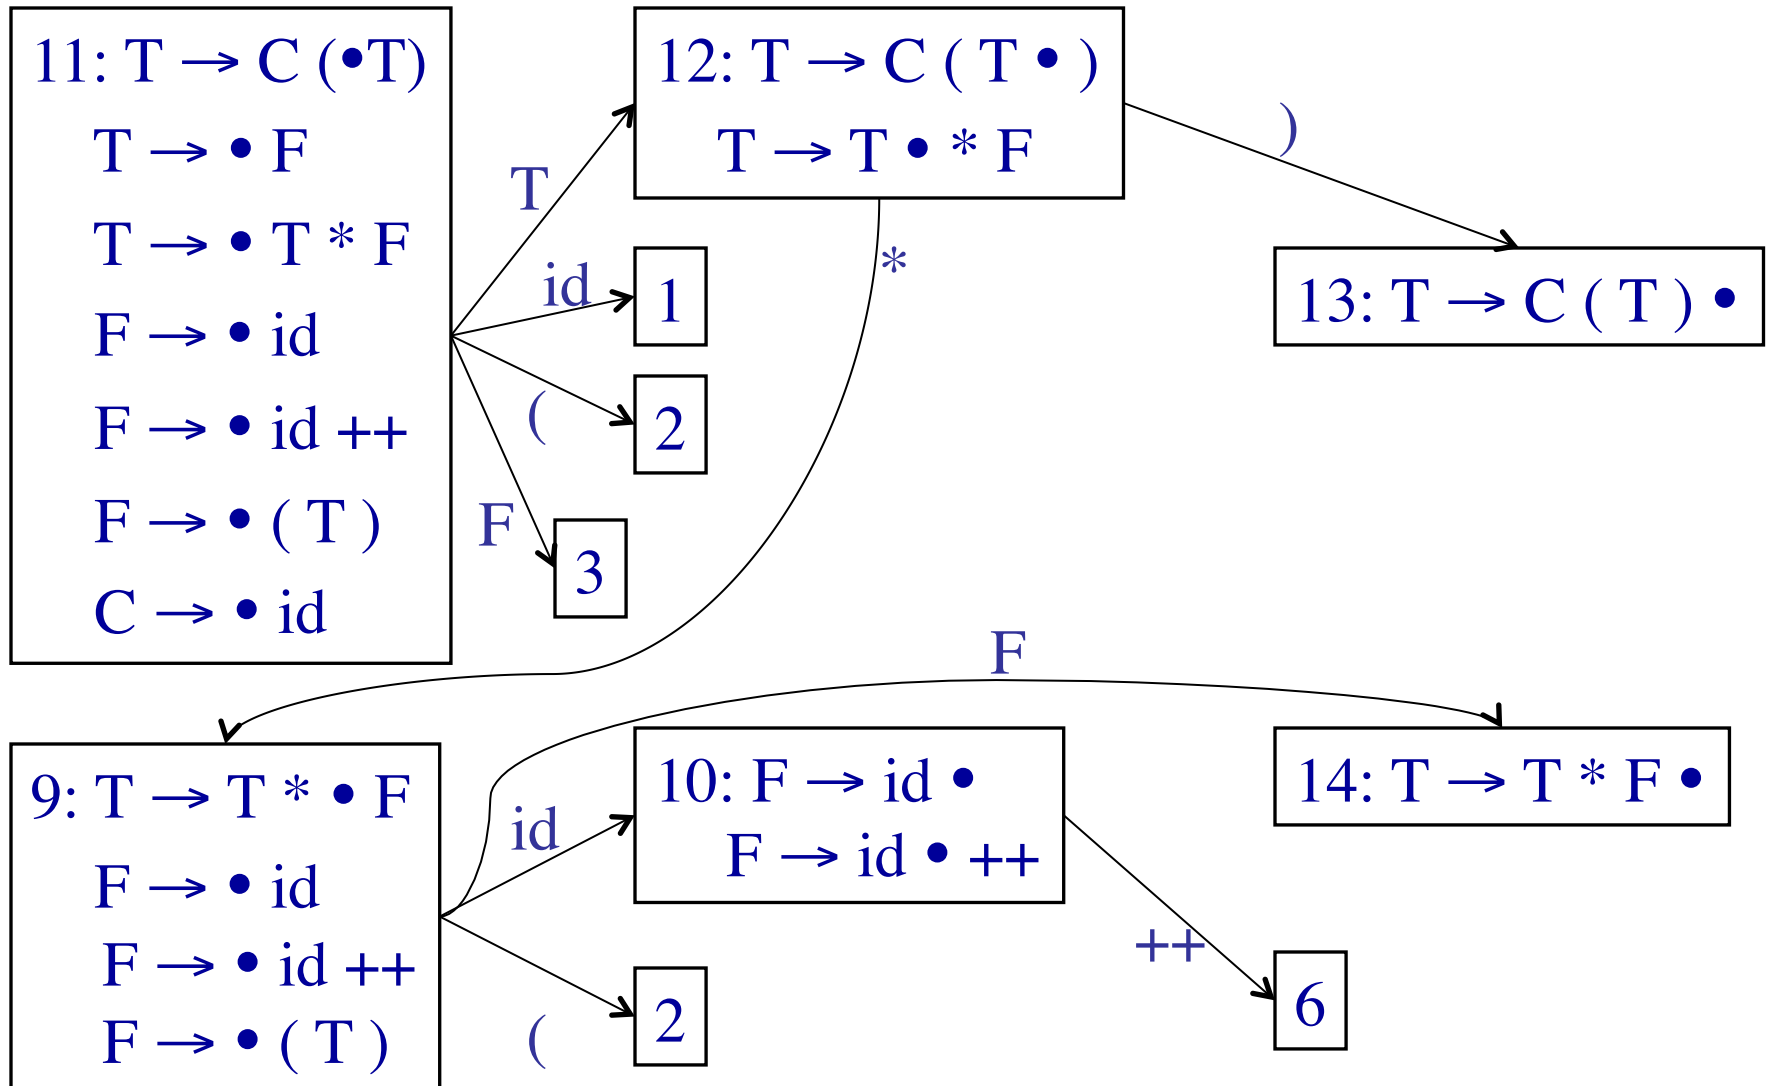 11: T → C (•T)
T → • F
T → • T * F
F → • id
F → • id ++
F → • ( T )
C → • id
T
id
(
F
12: T → C ( T • )
T → T • * F
1
2
3
*
)
13: T → C ( T ) •
9: T → T * • F
F → • id
F → • id ++
F → • ( T )
F
id
(
10: F → id •
F → id • ++
2
++
14: T → T * F •
6